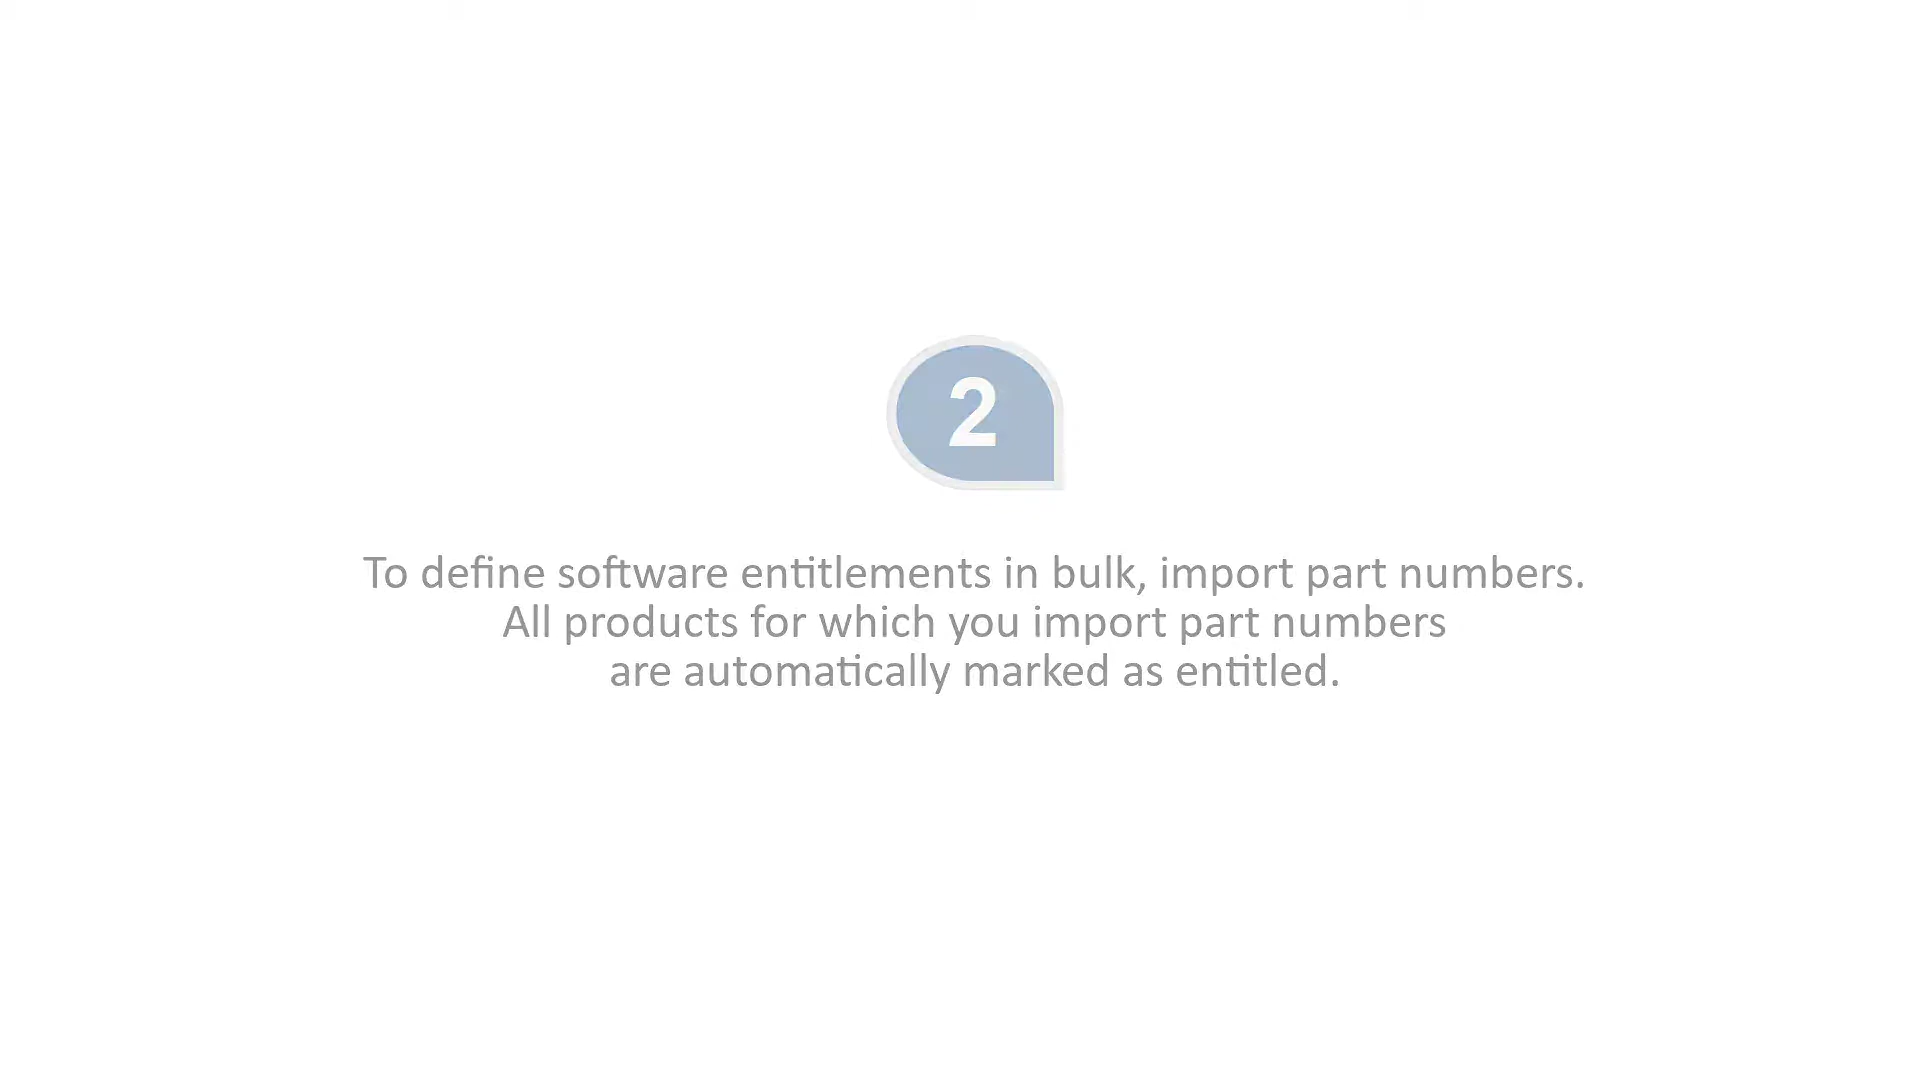 2
To define software entitlements in bulk, import part numbers.
All products for which you import part numbers
are automatically marked as entitled.